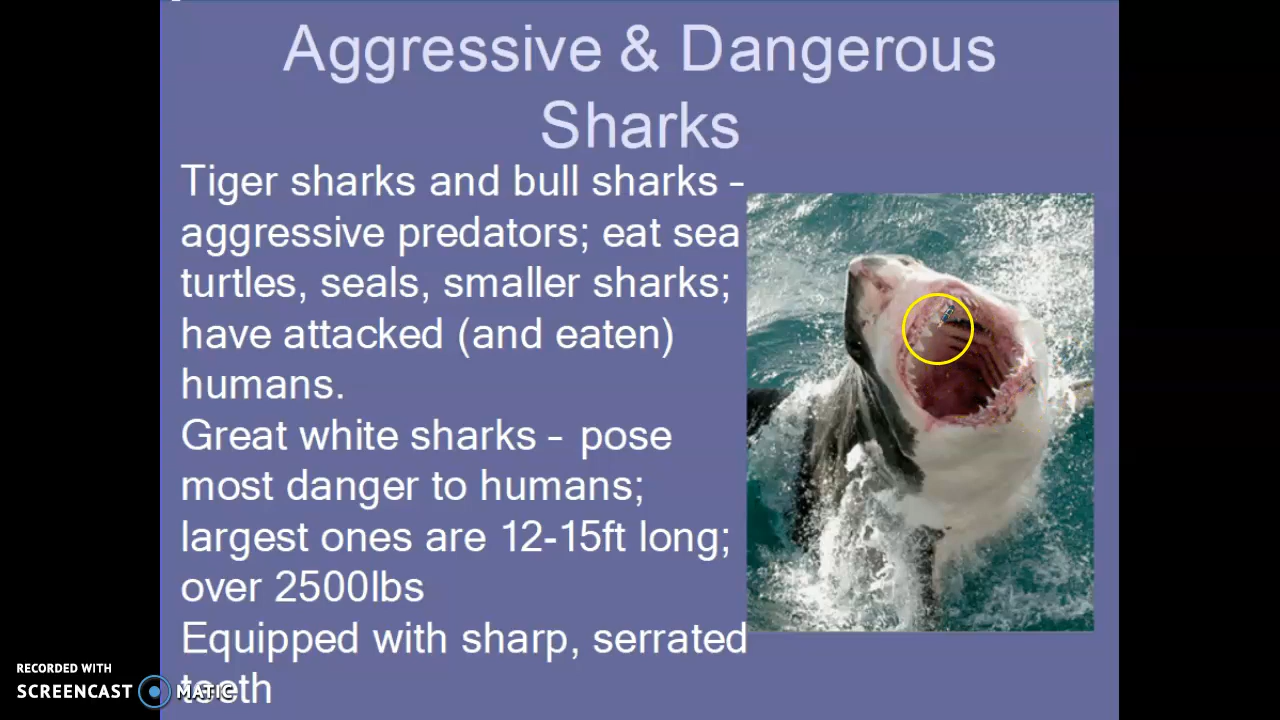 Aggressive & Dangerous
Sharks
Tiger sharks and bull sharks –
aggressive predators; eat sea
turtles, seals, smaller sharks;
have attacked (and eaten)
humans.
Great white sharks – pose
most danger to humans;
largest ones are 12-15ft long;
over 2500lbs
Equipped with sharp, serrated
teeth
RECORDED WITH
SCREENCAST MATIC